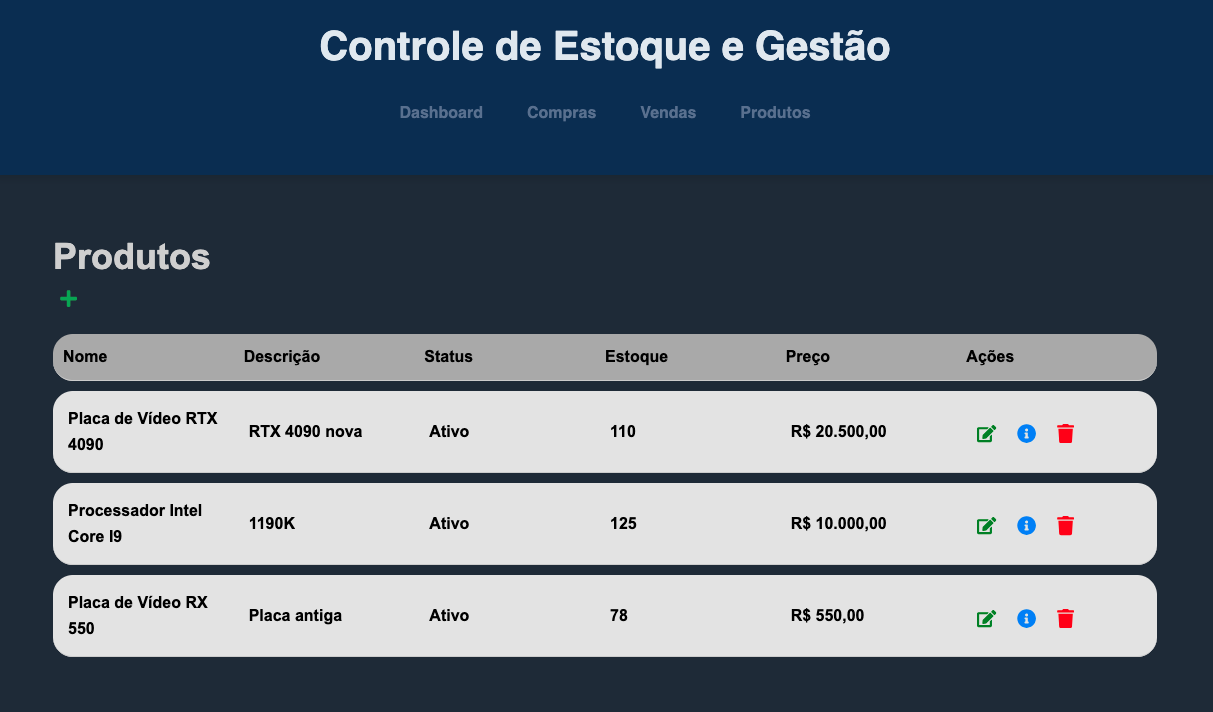 Controle de Estoque e Gestão
Dashboard Compras Vendas Produtos
Produtos
Nome Descrição Status Estoque Preço Ações
Placa de Vídeo RTX
4090
RTX 4090 nova Ativo 110 R$ 20.500,00
Processador Intel
Core I9
1190K Ativo 125 R$ 10.000,00
Placa de Vídeo RX
550
Placa antiga Ativo 78 R$ 550,00